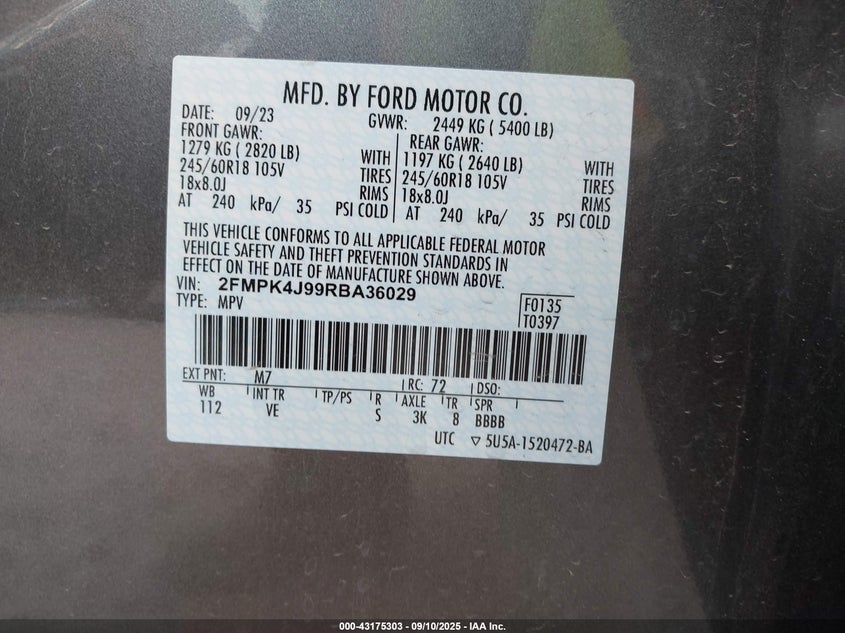 MFD. BY FORD MOTOR CO.
DATE: 09/23 GVWR: 2449 KG ( 5400 LB)
FRONT GAWR: REAR GAWR:
1279 KG ( 2820 LB) WITH 1197 KG ( 2640 LB) WITH
245/60R18 105V TIRES 245/60R18 105V TIRES
18x8.0J RIMS 18x8.0J RIMS
AT 240 kPa/ 35 PSI COLD AT 240 kPa/ 35 PSI COLD
THIS VEHICLE CONFORMS TO ALL APPLICABLE FEDERAL MOTOR
VEHICLE SAFETY AND THEFT PREVENTION STANDARDS IN
EFFECT ON THE DATE OF MANUFACTURE SHOWN ABOVE.
VIN: 2FMPK4J99RBA36029
TYPE: MPV F0135
T0397
EXT PNT: M7 RC: 72 DSO:
WB INT TR TP/PS R AXLE TR SPR
112 VE S 3K 8 BBBB
UTC ▽ 5U5A-1520472-BA
000-43175303 - 09/10/2025 - IAA Inc.